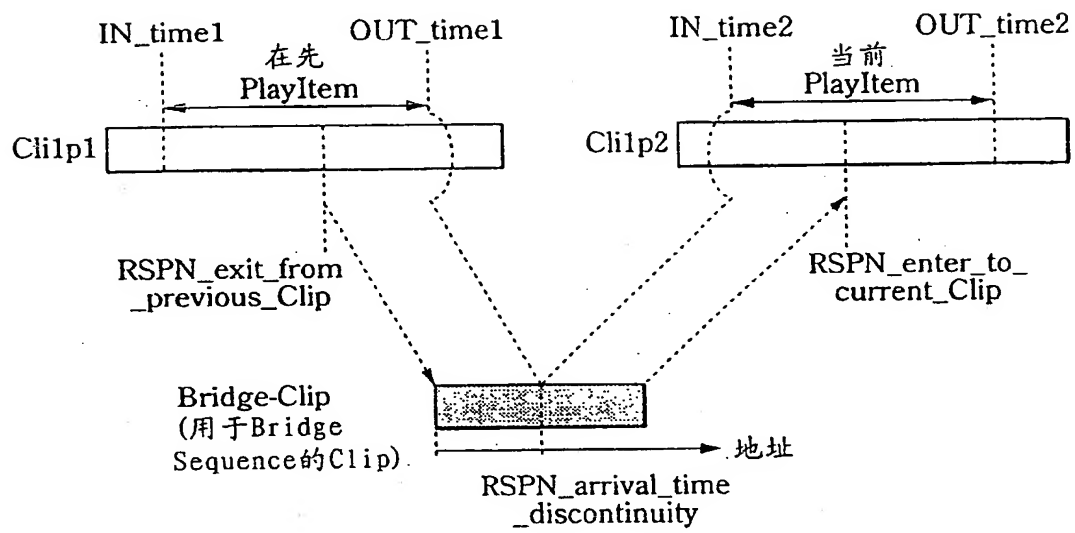 IN_time1
OUT_time1
IN_time2
OUT_time2
在先
PlayItem
当前
PlayItem
Cli1p1
Cli1p2
RSPN_exit_from
_previous_Clip
RSPN_enter_to_
current_Clip
Bridge-Clip
(用于Bridge
Sequence的Clip)
地址
RSPN_arrival_time
_discontinuity